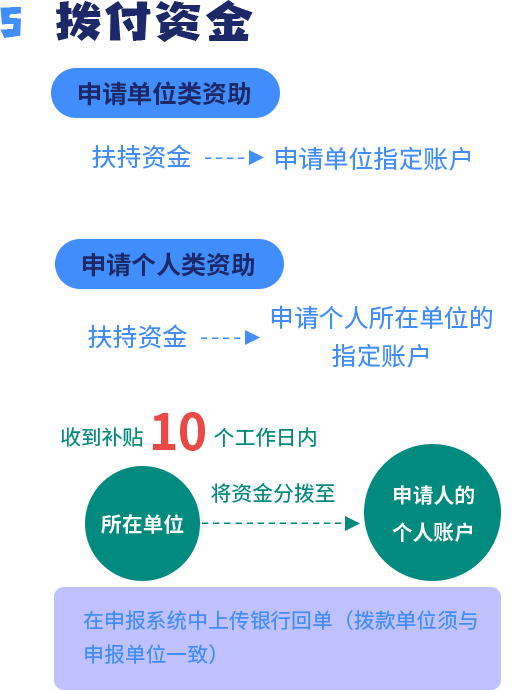 5 拨付资金
申请单位类资助
扶持资金 申请单位指定账户
申请个人类资助
扶持资金 申请个人所在单位的
指定账户
收到补贴 10 个工作日内
所在单位 将资金分拨至 申请人的
个人账户
在申报系统中上传银行回单（拨款单位须与
申报单位一致）